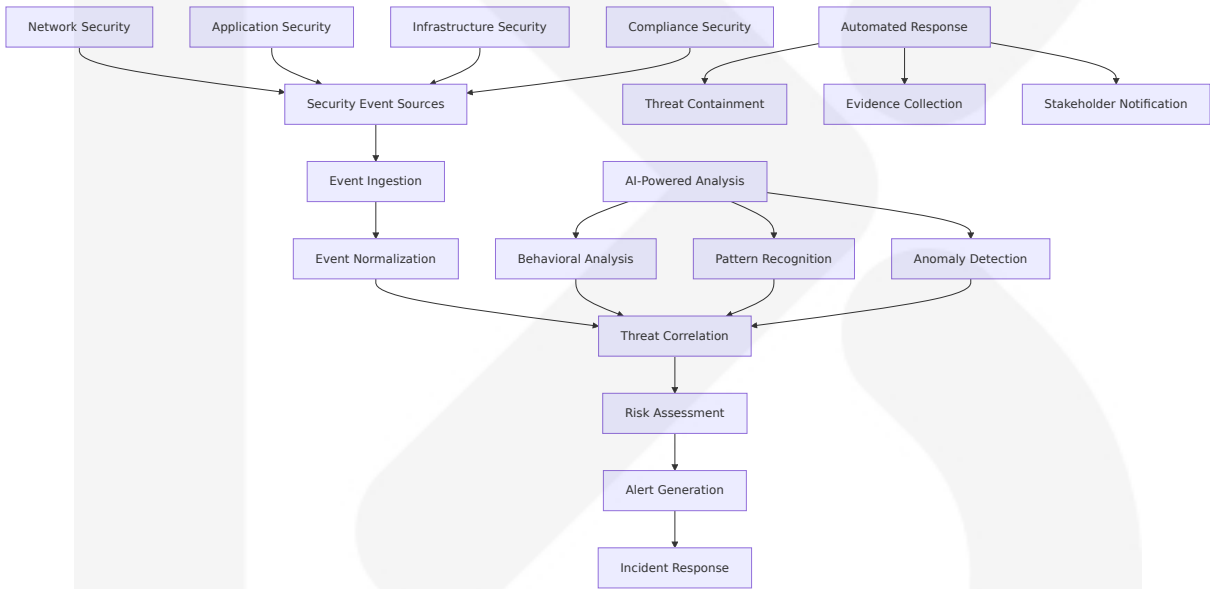 Network Security
Application Security
Infrastructure Security
Compliance Security
Automated Response
Security Event Sources
Threat Containment
Evidence Collection
Stakeholder Notification
Event Ingestion
AI-Powered Analysis
Event Normalization
Behavioral Analysis
Pattern Recognition
Anomaly Detection
Threat Correlation
Risk Assessment
Alert Generation
Incident Response